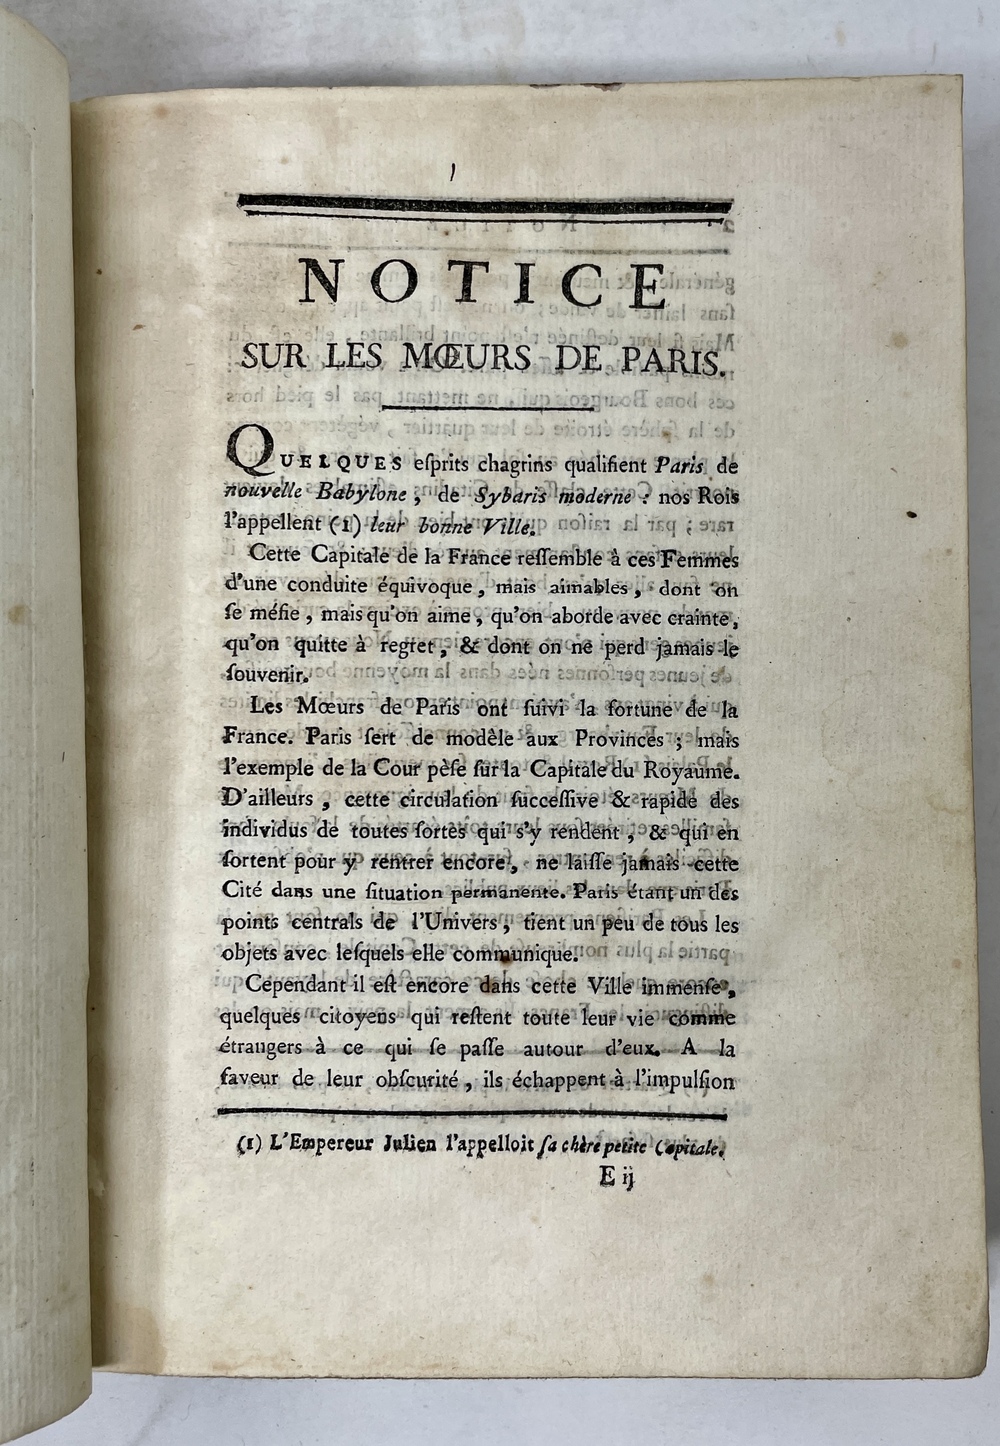 NOTICE
SUR LES MŒURS DE PARIS.
QUELQUES eſprits chagrins qualifient Paris de
nouvelle Babylone, de Sybaris moderne : nos Rois
l'appellent (1) leur bonne Ville.
Cette Capitale de la France reſſemble à ces Femmes
d'une conduite équivoque, mais aimables, dont on
ſe méfie, mais qu'on aime, qu'on aborde avec crainte,
qu'on quitte à regret, & dont on ne perd jamais le
ſouvenir.
Les Mœurs de Paris ont ſuivi la fortune de la
France. Paris ſert de modèle aux Provinces ; mais
l'exemple de la Cour pèſe ſur la Capitale du Royaume.
D'ailleurs, cette circulation ſucceſſive & rapide des
individus de toutes ſortes qui s'y rendent, & qui en
ſortent pour y rentrer encore, ne laiſſe jamais cette
Cité dans une ſituation permanente. Paris étant un des
points centrals de l'Univers, tient un peu de tous les
objets avec leſquels elle communique.
Cependant il eſt encore dans cette Ville immenſe,
quelques citoyens qui reſtent toute leur vie comme
étrangers à ce qui ſe paſſe autour d'eux. A la
faveur de leur obſcurité, ils échappent à l'impulſion
(1) L'Empereur Julien l'appelloit ſa chère petite Capitale.
E ij